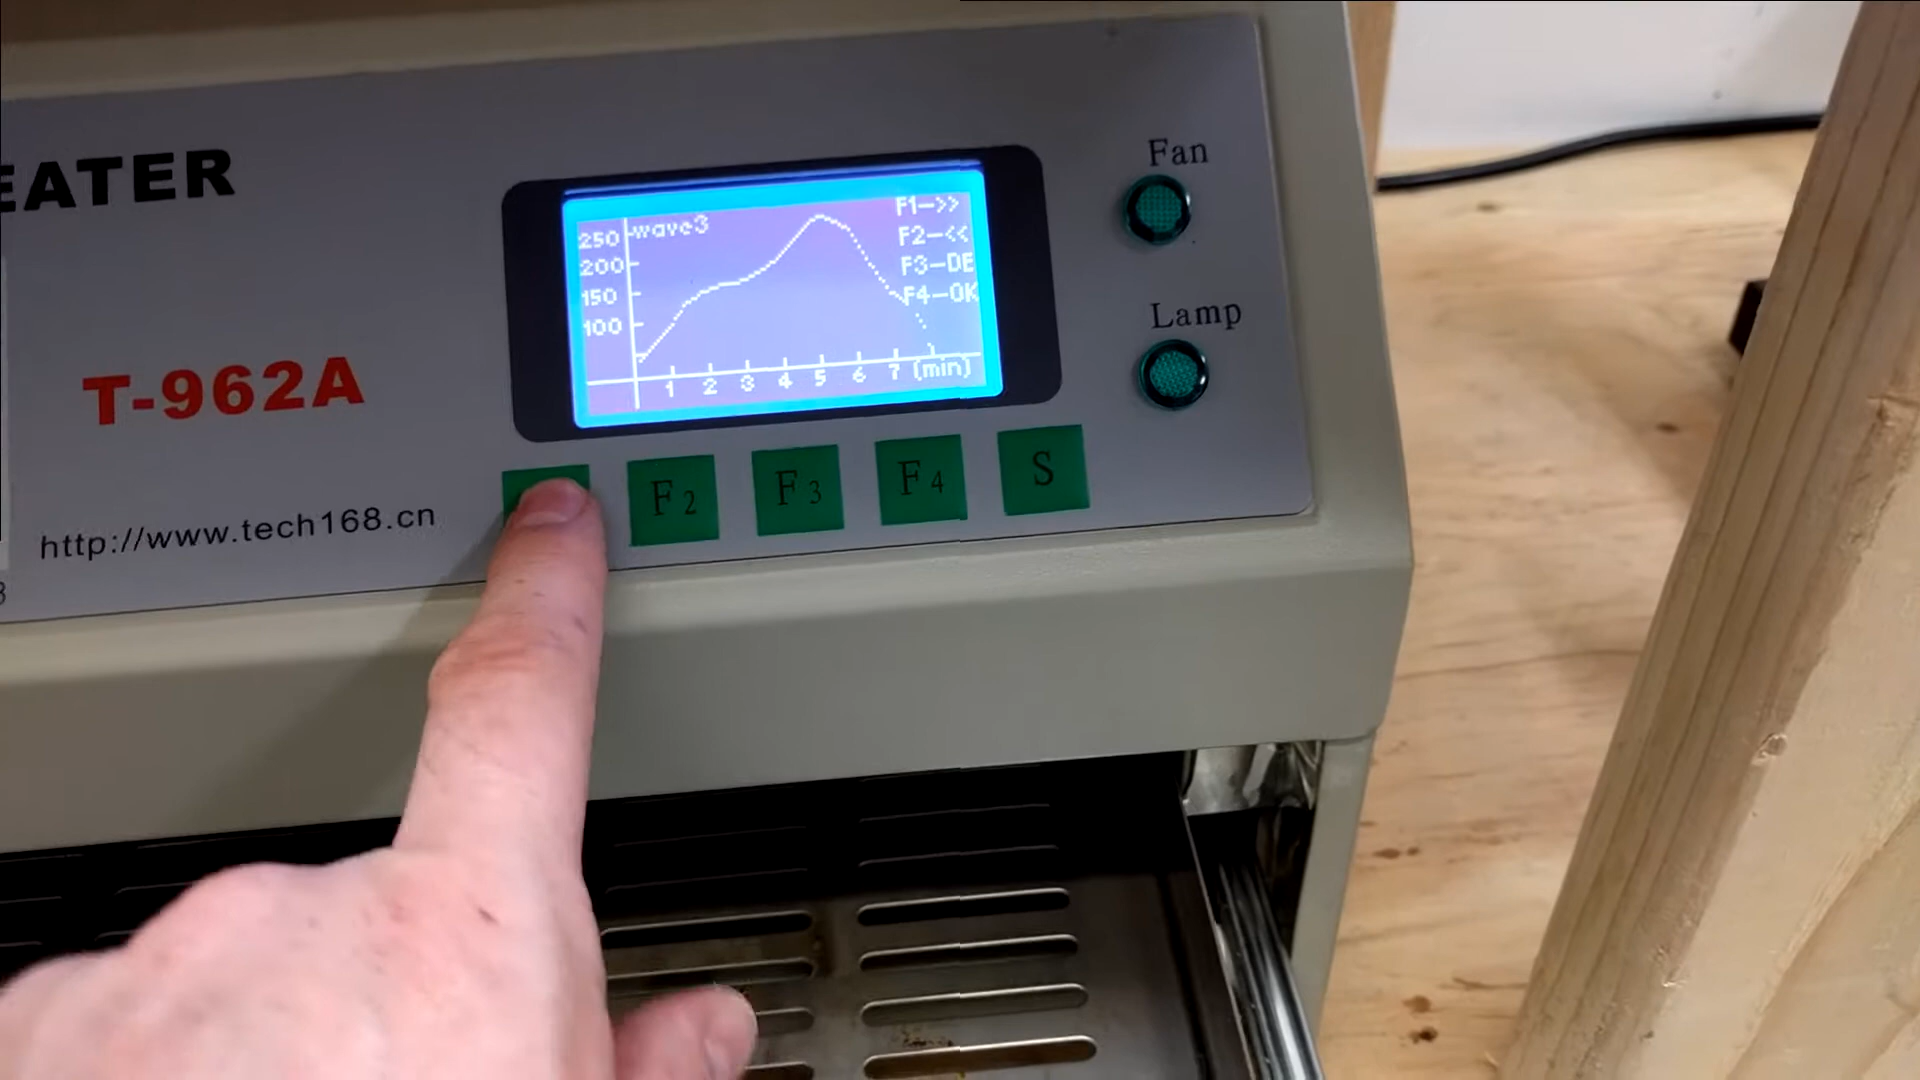 EATER
T-962A
http://www.tech168.cn
wave3
250
200
150
100
1 2 3 4 5 6 7 (min)
F1->>
F2-<<
F3-DE
F4-OK
Fan
Lamp
F2
F3
F4
S